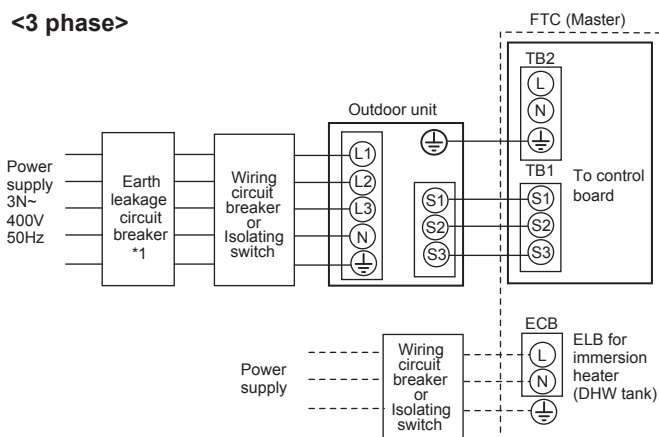 <3 phase>
FTC (Master)
TB2
L
N
Outdoor unit
TB1
To control
board
Power
supply
3N~
400V
50Hz
Earth
leakage
circuit
breaker
*1
Wiring
circuit
breaker
or
Isolating
switch
L1
L2
L3
N
S1
S2
S3
S1
S2
S3
Power
supply
Wiring
circuit
breaker
or
Isolating
switch
ECB
L
N
ELB for
immersion
heater
(DHW tank)